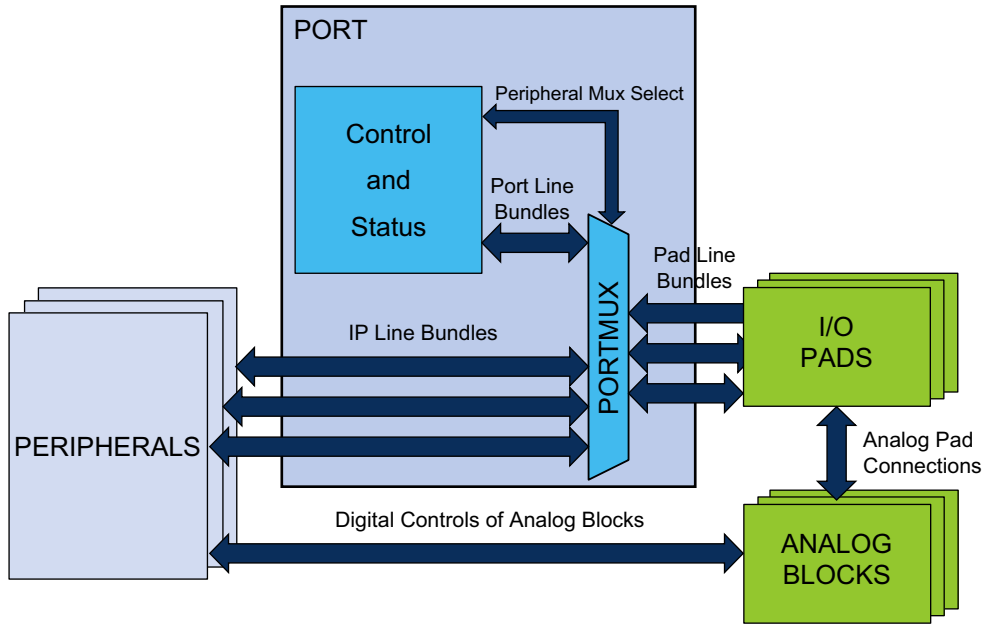 PORT
Peripheral Mux Select
Control
and
Status
Port Line
Bundles
Pad Line
Bundles
PORTMUX
I/O
PADS
IP Line Bundles
PERIPHERALS
Analog Pad
Connections
Digital Controls of Analog Blocks
ANALOG
BLOCKS